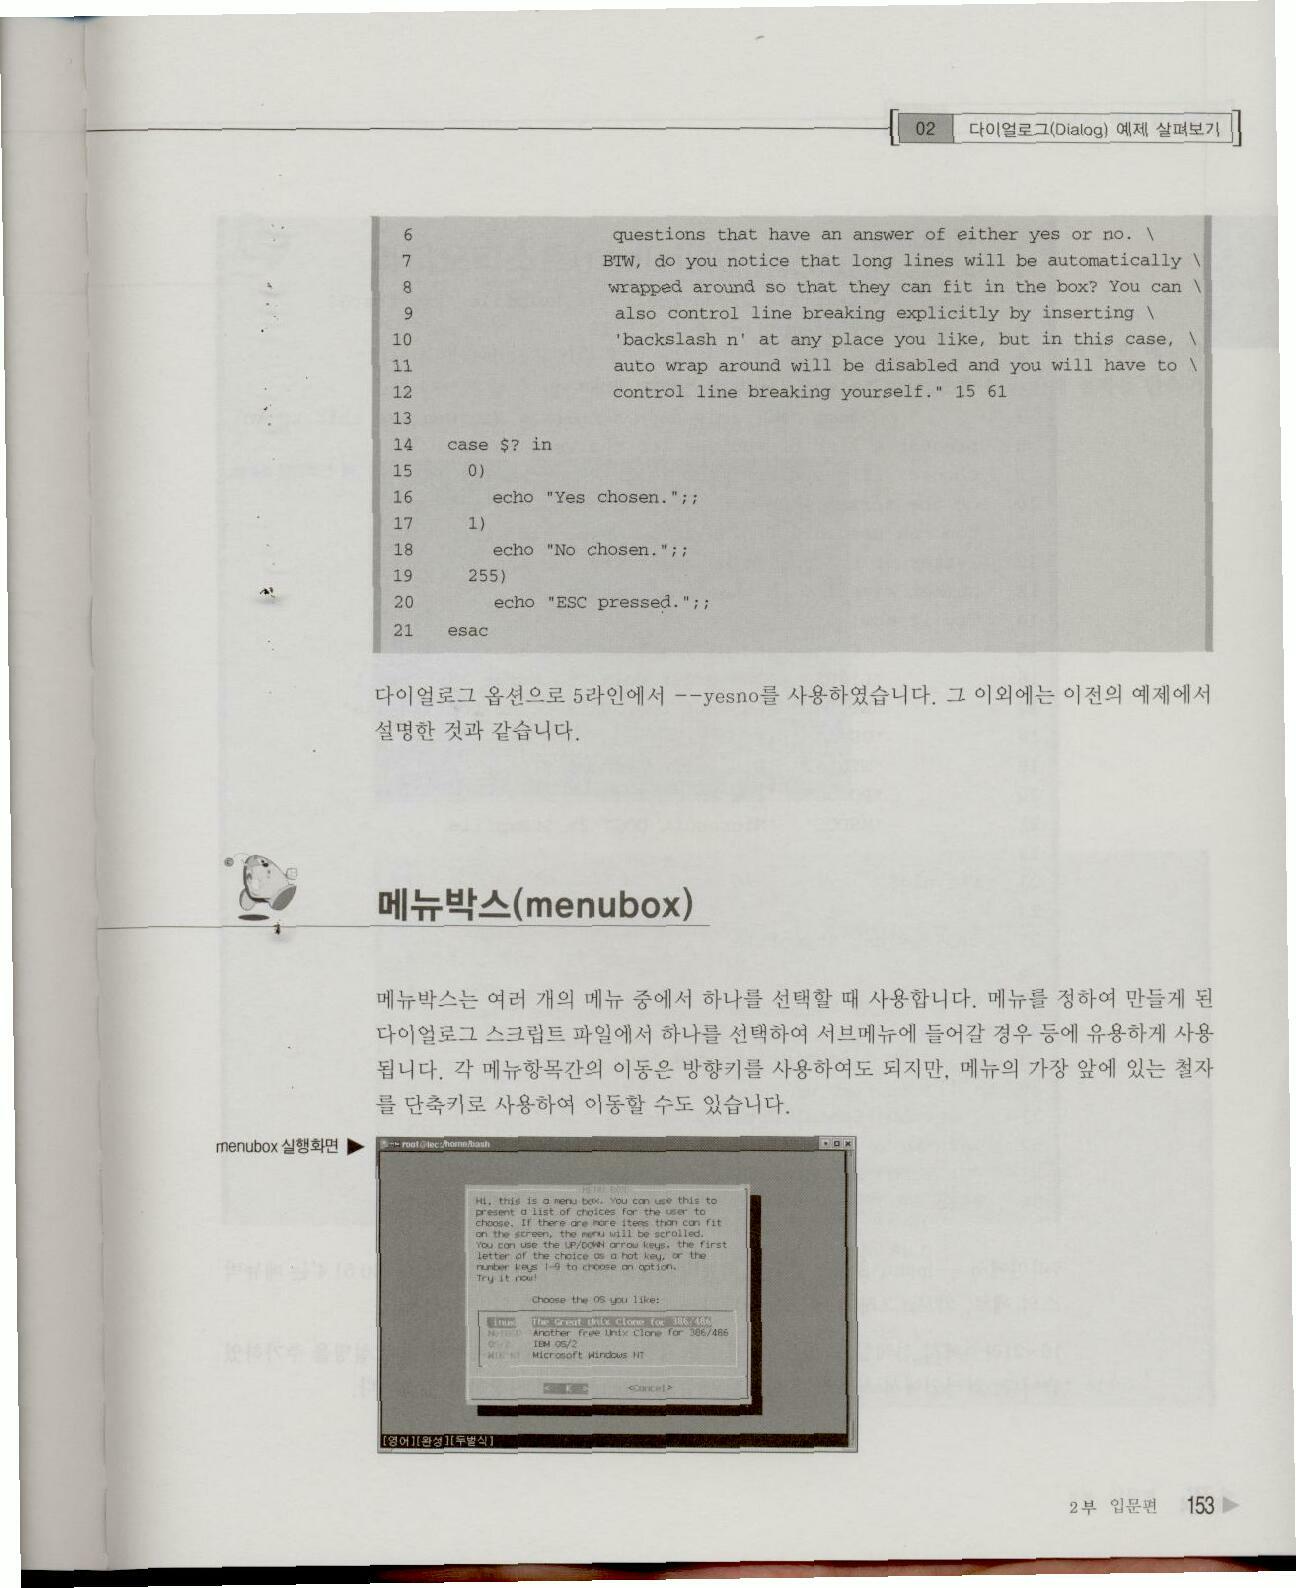 02 다이얼로그(Dialog) 예제 살펴보기
6 questions that have an answer of either yes or no. \
7 BTW, do you notice that long lines will be automatically \
8 wrapped around so that they can fit in the box? You can \
9 also control line breaking explicitly by inserting \
10 'backslash n' at any place you like, but in this case, \
11 auto wrap around will be disabled and you will have to \
12 control line breaking yourself." 15 61
13
14 case $? in
15 0)
16 echo "Yes chosen.";;
17 1)
18 echo "No chosen.";;
19 255)
20 echo "ESC pressed.";;
21 esac
다이얼로그 옵션으로 5라인에서 --yesno를 사용하였습니다. 그 이외에는 이전의 예제에서
설명한 것과 같습니다.
메뉴박스(menubox)
메뉴박스는 여러 개의 메뉴 중에서 하나를 선택할 때 사용합니다. 메뉴를 정하여 만들게 된
다이얼로그 스크립트 파일에서 하나를 선택하여 서브메뉴에 들어갈 경우 등에 유용하게 사용
됩니다. 각 메뉴항목간의 이동은 방향키를 사용하여도 되지만, 메뉴의 가장 앞에 있는 철자
를 단축키로 사용하여 이동할 수도 있습니다.
menubox 실행화면 ▶
root@lec:/home/bash
MENU BOX
Hi, this is a menu box. You can use this to
present a list of choices for the user to
choose. If there are more items than can fit
on the screen, the menu will be scrolled.
You can use the UP/DOWN arrow keys, the first
letter of the choice as a hot key, or the
number keys 1-9 to choose an option.
Try it now!
Choose the OS you like:
The Great Unix Clone for 386/486
Another free Unix Clone for 386/486
OS/2 IBM OS/2
WIN NT Microsoft Windows NT
<Cancel>
[영어][완성][두벌식]
2부 입문편 153 ▶